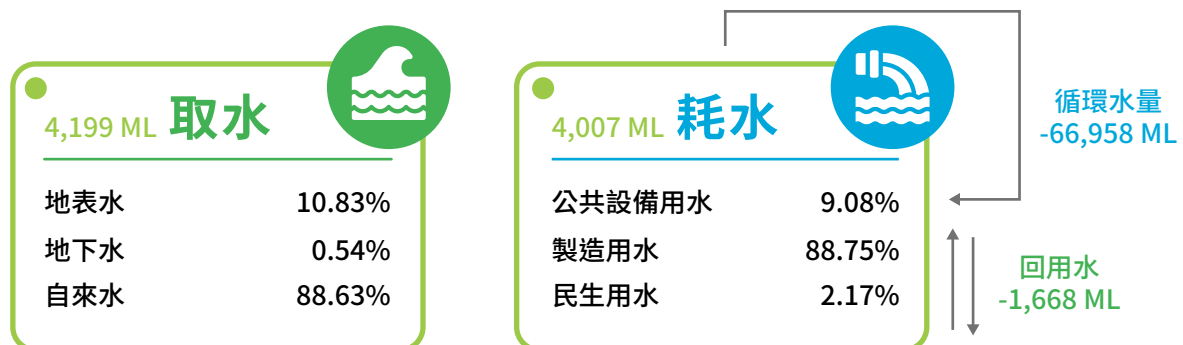 4,199 ML 取水
地表水 10.83%
地下水 0.54%
自來水 88.63%
4,007 ML 耗水
公共設備用水 9.08%
製造用水 88.75%
民生用水 2.17%
循環水量
-66,958 ML
回用水
-1,668 ML